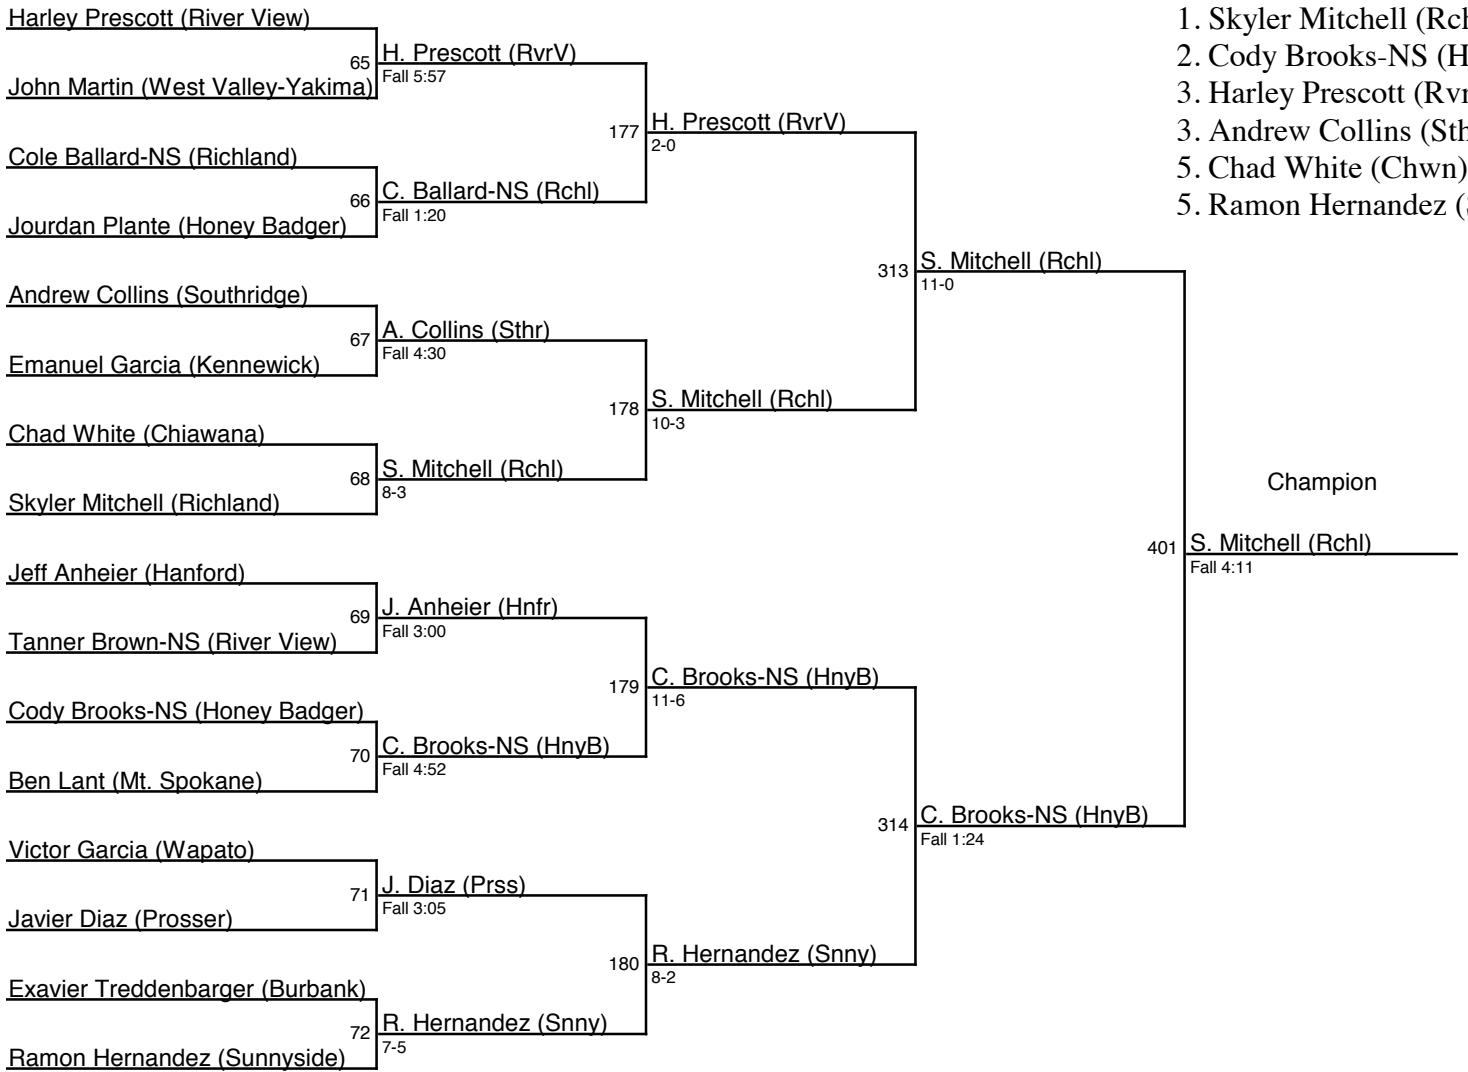 Harley Prescott (River View)
65
John Martin (West Valley-Yakima)
H. Prescott (RvrV)
Fall 5:57
Cole Ballard-NS (Richland)
66
Jourdan Plante (Honey Badger)
C. Ballard-NS (Rchl)
Fall 1:20
177
H. Prescott (RvrV)
2-0
Andrew Collins (Southridge)
67
Emanuel Garcia (Kennewick)
A. Collins (Sthr)
Fall 4:30
Chad White (Chiawana)
68
Skyler Mitchell (Richland)
S. Mitchell (Rchl)
8-3
178
S. Mitchell (Rchl)
10-3
313
S. Mitchell (Rchl)
11-0
Jeff Anheier (Hanford)
69
Tanner Brown-NS (River View)
J. Anheier (Hnfr)
Fall 3:00
Cody Brooks-NS (Honey Badger)
70
Ben Lant (Mt. Spokane)
C. Brooks-NS (HnyB)
Fall 4:52
179
C. Brooks-NS (HnyB)
11-6
Victor Garcia (Wapato)
71
Javier Diaz (Prosser)
J. Diaz (Prss)
Fall 3:05
Exavier Treddenbarger (Burbank)
72
Ramon Hernandez (Sunnyside)
R. Hernandez (Snny)
7-5
180
R. Hernandez (Snny)
8-2
314
C. Brooks-NS (HnyB)
Fall 1:24
Champion
401
S. Mitchell (Rchl)
Fall 4:11
1. Skyler Mitchell (Rch
2. Cody Brooks-NS (H
3. Harley Prescott (Rvr
3. Andrew Collins (Sth
5. Chad White (Chwn)
5. Ramon Hernandez (